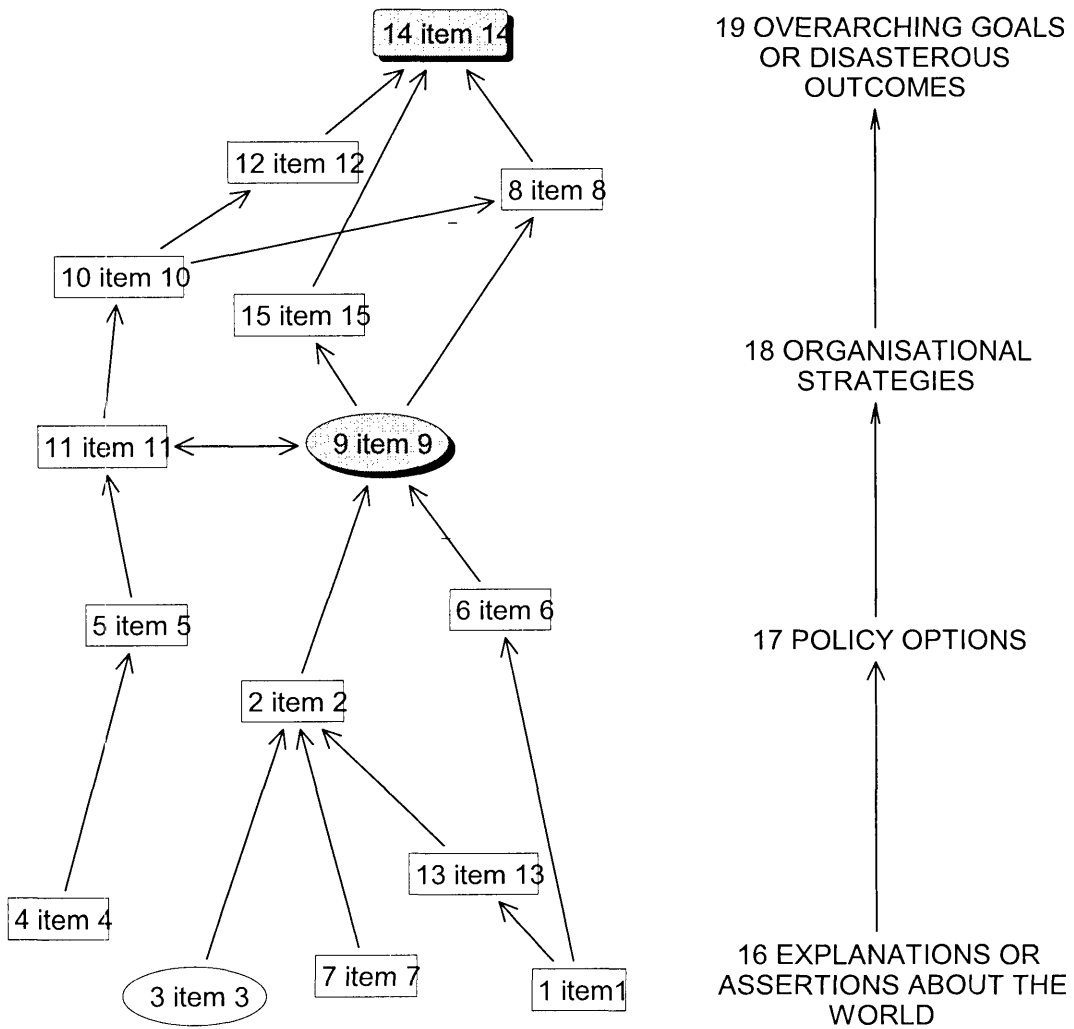 14 item 14
19 OVERARCHING GOALS
OR DISASTEROUS
OUTCOMES
12 item 12
8 item 8
10 item 10
15 item 15
18 ORGANISATIONAL
STRATEGIES
11 item 11
9 item 9
5 item 5
6 item 6
17 POLICY OPTIONS
2 item 2
13 item 13
4 item 4
3 item 3
7 item 7
1 item1
16 EXPLANATIONS OR
ASSERTIONS ABOUT THE
WORLD